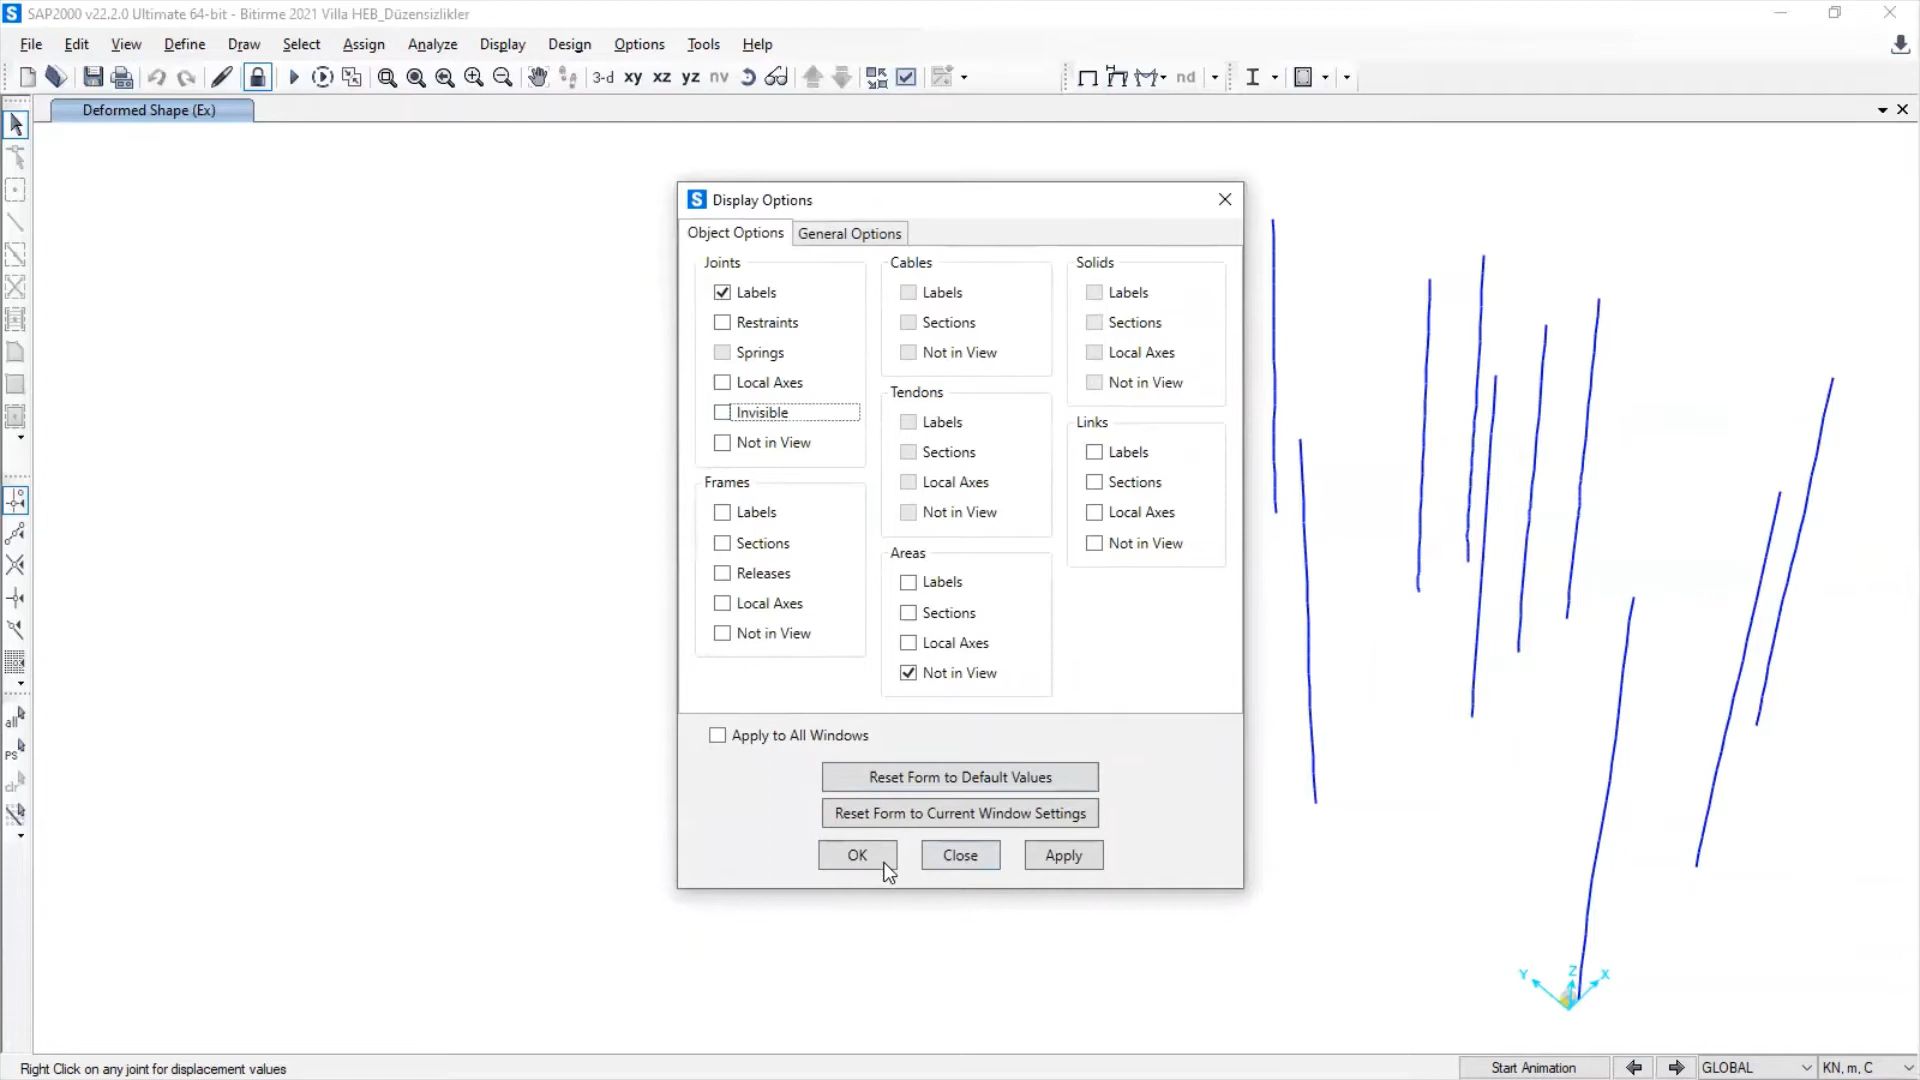 SAP2000 v22.2.0 Ultimate 64-bit - Bitirme 2021 Villa HEB_Düzensizlikler
File Edit View Define Draw Select Assign Analyze Display Design Options Tools Help
3-d xy xz yz nv nd
Deformed Shape (Ex)
Display Options
Object Options General Options
Joints
Labels
Restraints
Springs
Local Axes
Invisible
Not in View
Frames
Labels
Sections
Releases
Local Axes
Not in View
Cables
Labels
Sections
Not in View
Tendons
Labels
Sections
Local Axes
Not in View
Areas
Labels
Sections
Local Axes
Not in View
Solids
Labels
Sections
Local Axes
Not in View
Links
Labels
Sections
Local Axes
Not in View
Apply to All Windows
Reset Form to Default Values
Reset Form to Current Window Settings
OK Close Apply
all
PS
clr
Y Z X
Right Click on any joint for displacement values
Start Animation GLOBAL KN, m, C